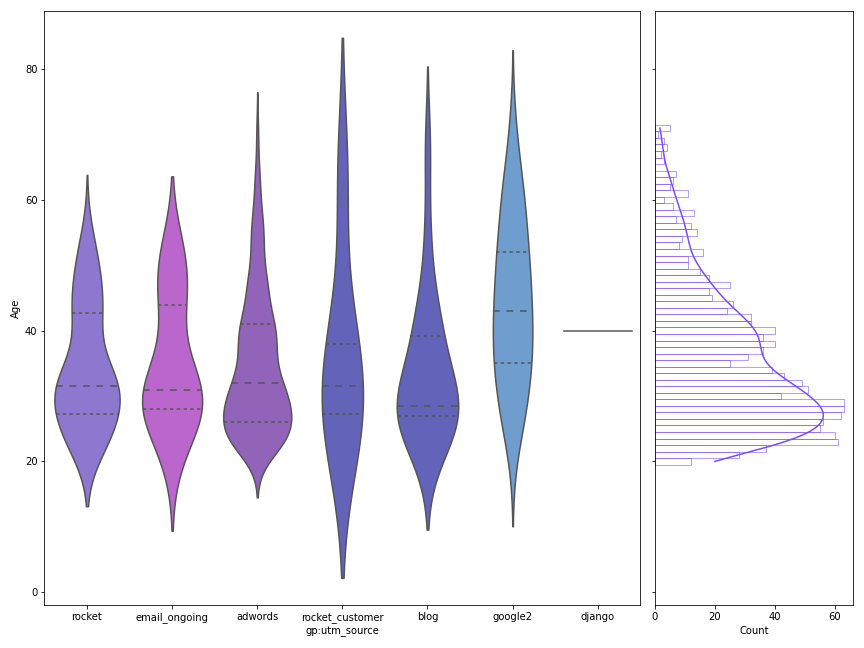 80
60
40
20
0
Age
rocket email_ongoing adwords rocket_customer blog google2 django
gp:utm_source
0 20 40 60
Count